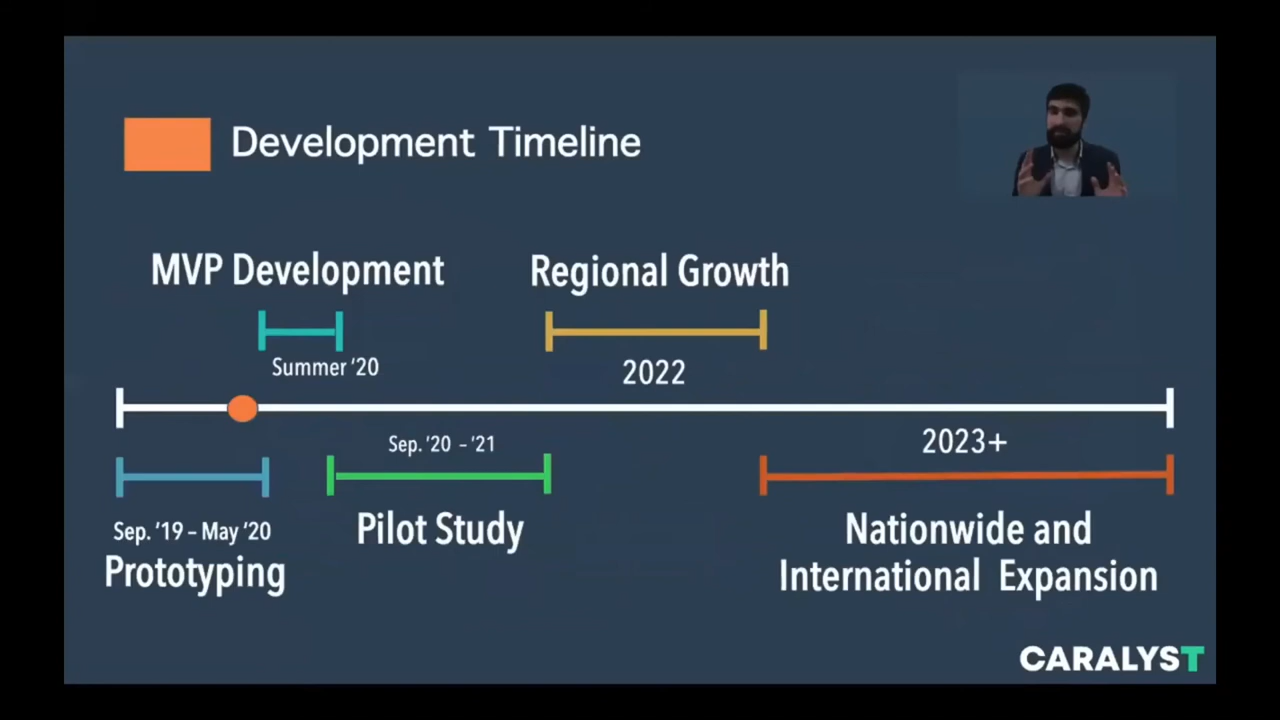 Development Timeline
MVP Development
Regional Growth
Summer '20
2022
Sep. '20 – '21
2023+
Sep. '19 – May '20
Prototyping
Pilot Study
Nationwide and
International Expansion
CARALYST